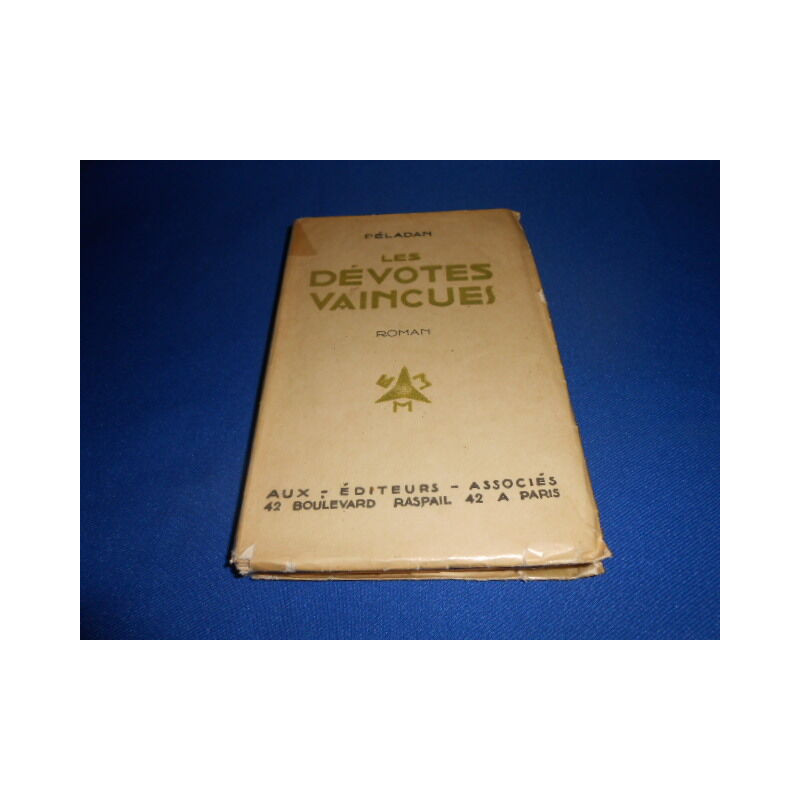 PÉLADAN
LES
DÉVOTES
VAINCUES
ROMAN
M
AUX - ÉDITEURS - ASSOCIÉS
42 BOULEVARD RASPAIL 42 A PARIS